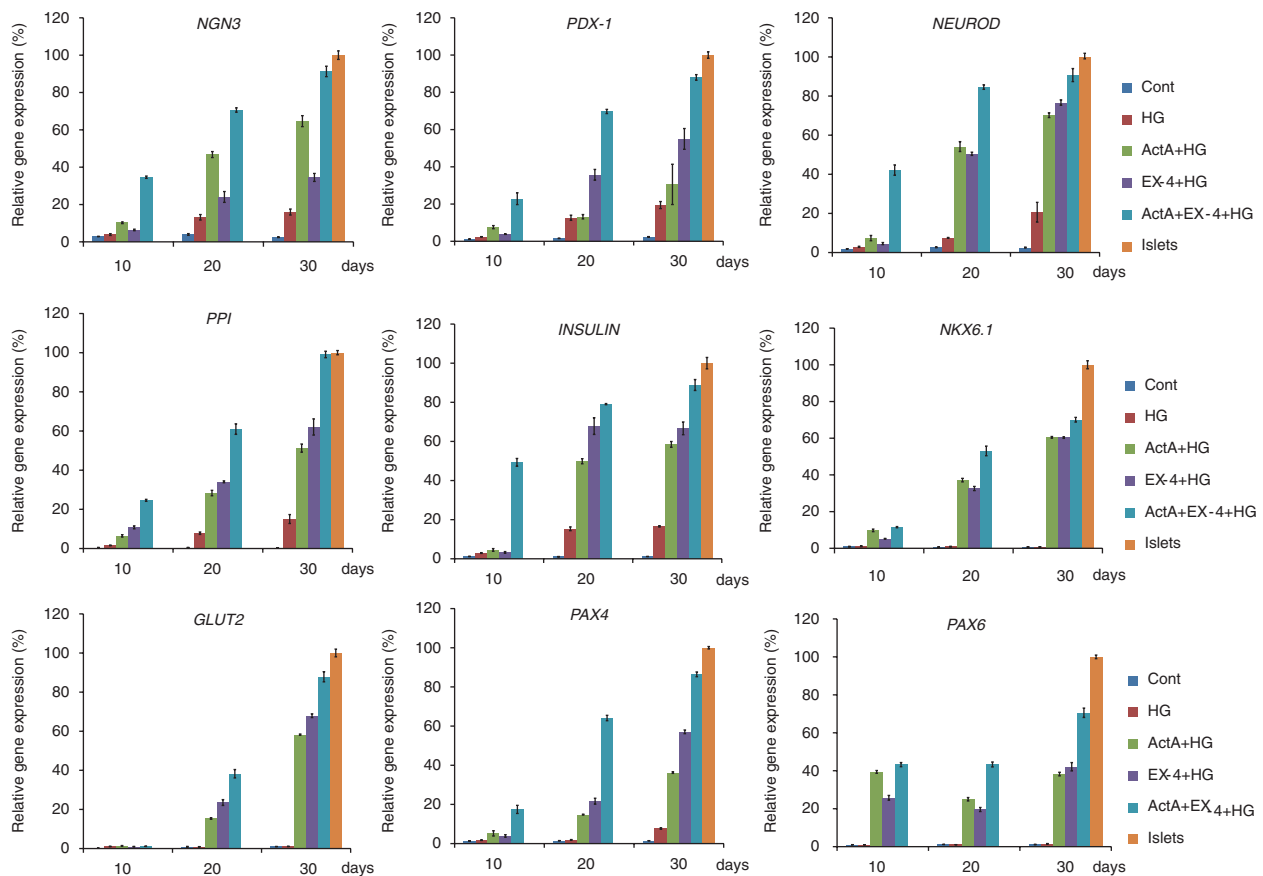 NGN3
Relative gene expression (%)
120
100
80
60
40
20
0
10 20 30 days
PDX-1
Relative gene expression (%)
120
100
80
60
40
20
0
10 20 30 days
NEUROD
Relative gene expression (%)
120
100
80
60
40
20
0
10 20 30 days
Cont
HG
ActA+HG
EX-4+HG
ActA+EX-4+HG
Islets
PPI
Relative gene expression (%)
120
100
80
60
40
20
0
10 20 30 days
INSULIN
Relative gene expression (%)
120
100
80
60
40
20
0
10 20 30 days
NKX6.1
Relative gene expression (%)
120
100
80
60
40
20
0
10 20 30 days
Cont
HG
ActA+HG
EX-4+HG
ActA+EX-4+HG
Islets
GLUT2
Relative gene expression (%)
120
100
80
60
40
20
0
10 20 30 days
PAX4
Relative gene expression (%)
120
100
80
60
40
20
0
10 20 30 days
PAX6
Relative gene expression (%)
120
100
80
60
40
20
0
10 20 30 days
Cont
HG
ActA+HG
EX-4+HG
ActA+EX4+HG
Islets